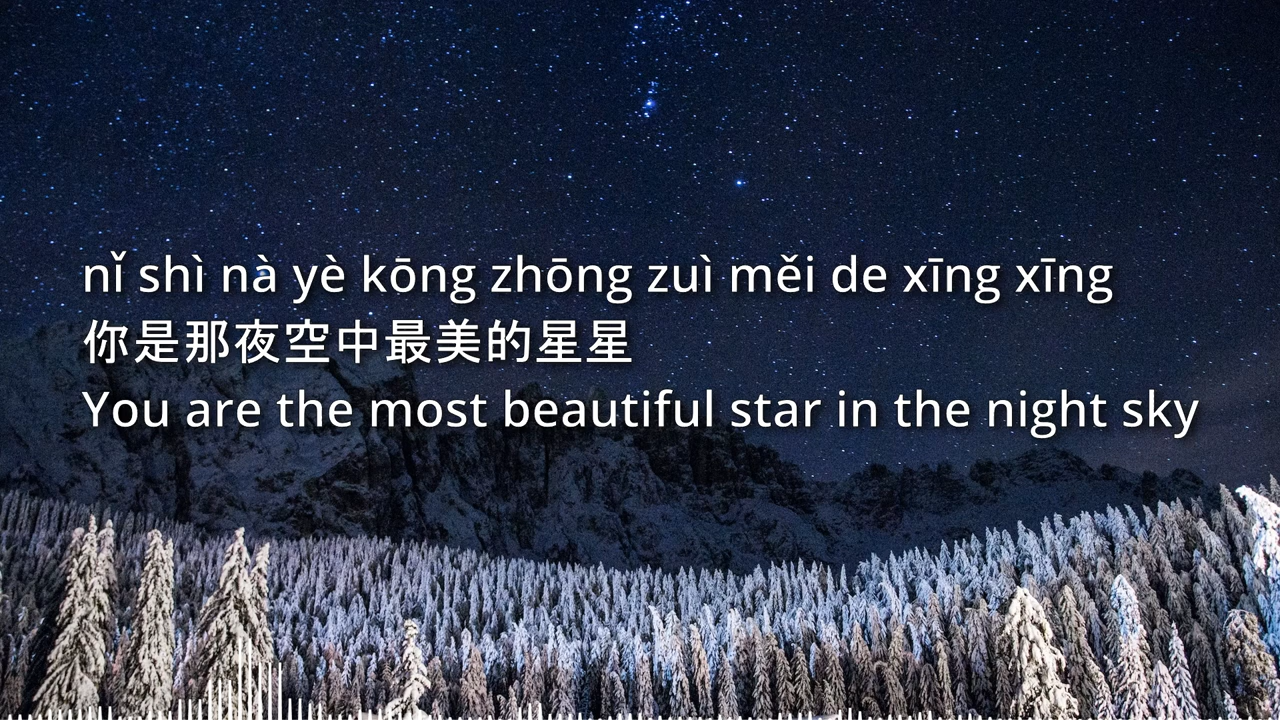 nǐ shì nà yè kōng zhōng zuì měi de xīng xīng
你是那夜空中最美的星星
You are the most beautiful star in the night sky